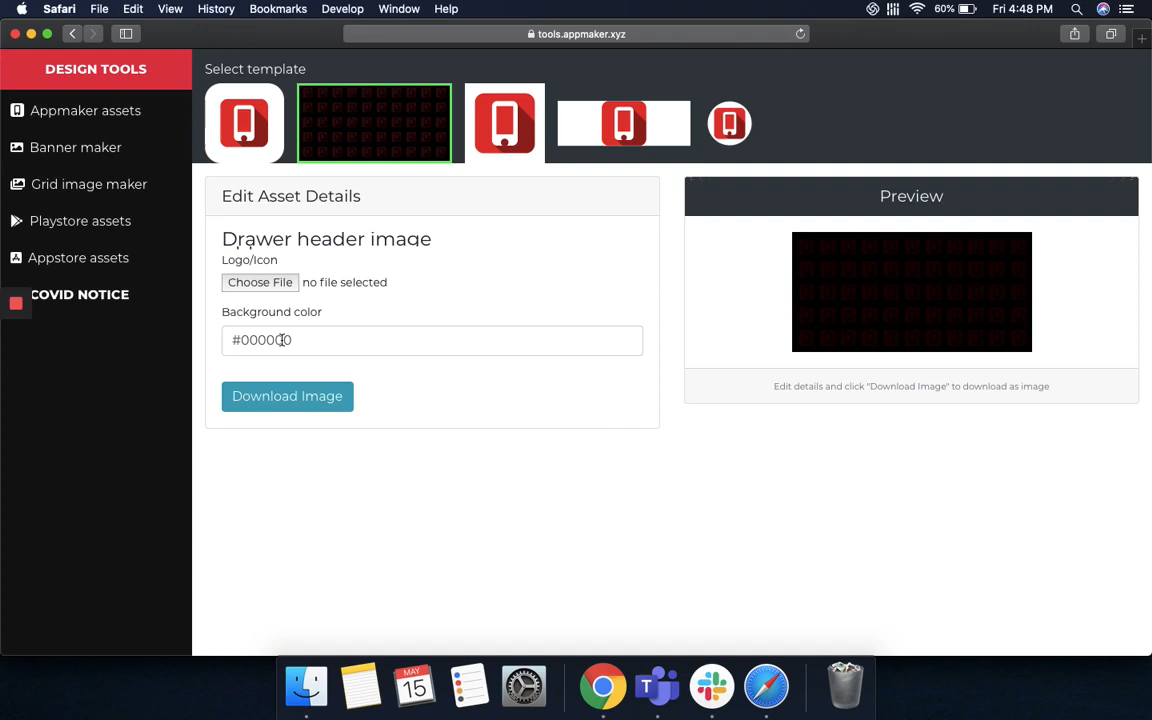 Safari File Edit View History Bookmarks Develop Window Help 60% Fri 4:48 PM
tools.appmaker.xyz
DESIGN TOOLS
Appmaker assets
Banner maker
Grid image maker
Playstore assets
Appstore assets
COVID NOTICE
Select template
Edit Asset Details
Drawer header image
Logo/Icon
Choose File no file selected
Background color
#000000
Download Image
Preview
Edit details and click "Download Image" to download as image
MAY
15